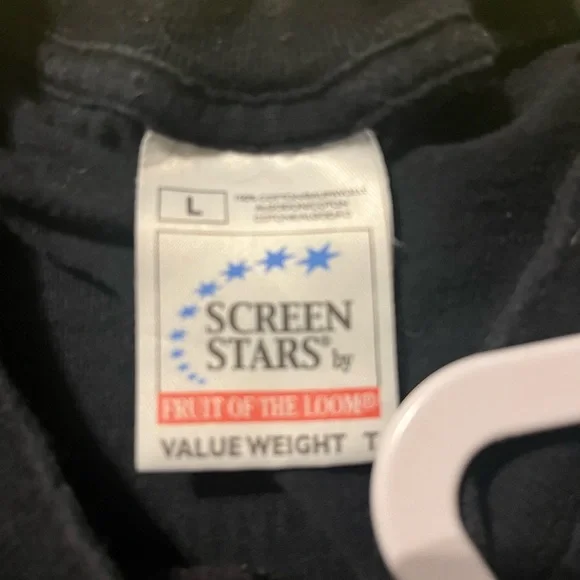 L
SCREEN
STARS® by
FRUIT OF THE LOOM®
VALUE WEIGHT T